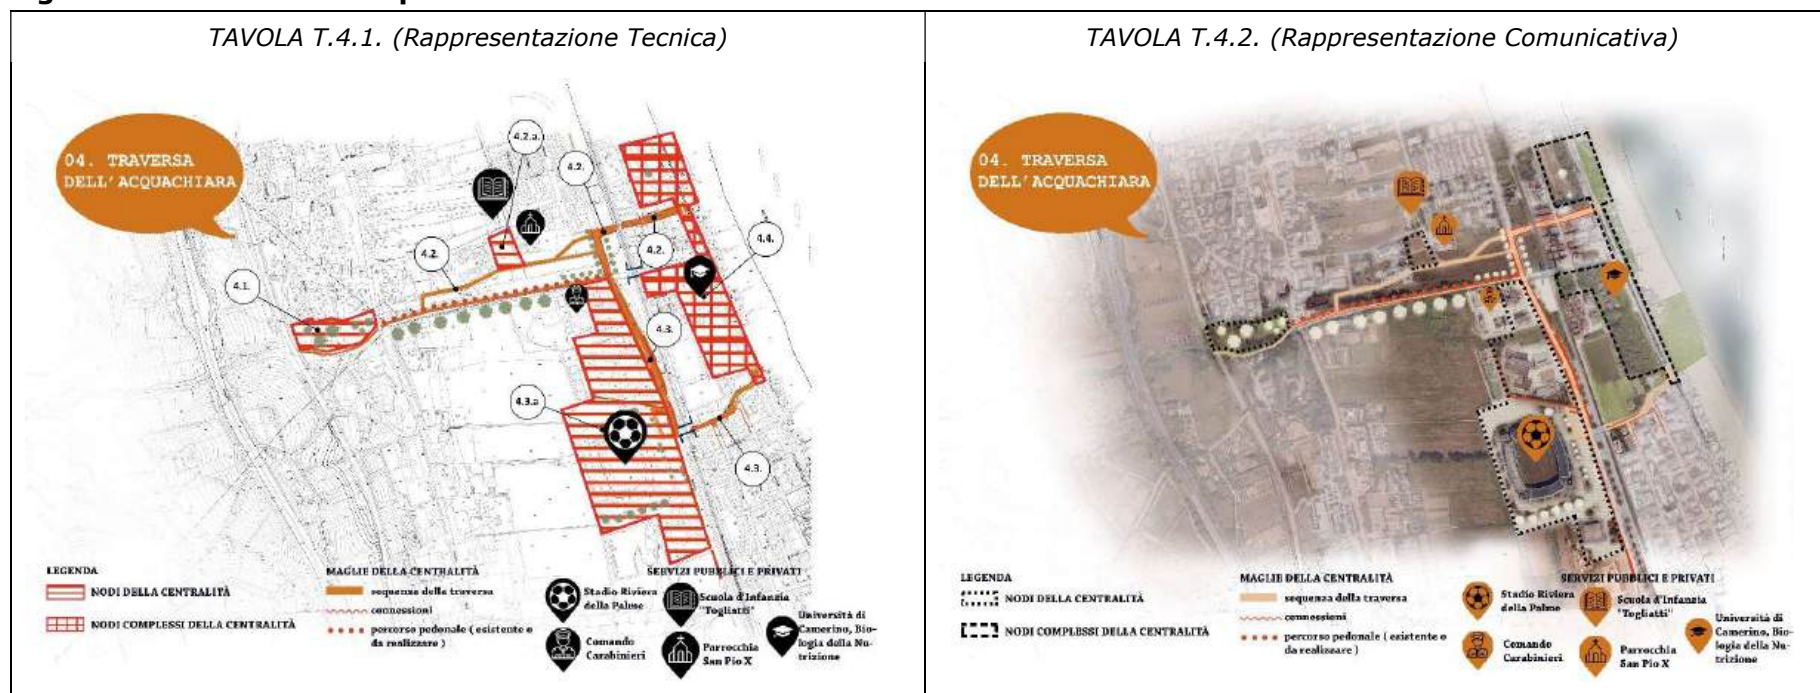 TAVOLA T.4.1. (Rappresentazione Tecnica)
04. TRAVERSA
DELL'ACQUACHIARA
4.2.a.
4.2.
4.2.
4.2.
4.4.
4.1.
4.3.
4.3.a
4.3.
LEGENDA
NODI DELLA CENTRALITÀ
NODI COMPLESSI DELLA CENTRALITÀ
MAGLIE DELLA CENTRALITÀ
sequenza della traversa
connessioni
percorso pedonale ( esistente o
da realizzare )
SERVIZI PUBBLICI E PRIVATI
Stadio Riviera
della Palme
Comando
Carabinieri
Scuola d'Infanzia
"Togliatti"
Parrocchia
San Pio X
Università di
Camerino, Bio-
logia della Nu-
trizione
TAVOLA T.4.2. (Rappresentazione Comunicativa)
04. TRAVERSA
DELL'ACQUACHIARA
LEGENDA
NODI DELLA CENTRALITÀ
NODI COMPLESSI DELLA CENTRALITÀ
MAGLIE DELLA CENTRALITÀ
sequenza della traversa
connessioni
percorso pedonale ( esistente o
da realizzare )
SERVIZI PUBBLICI E PRIVATI
Stadio Riviera
della Palme
Comando
Carabinieri
Scuola d'Infanzia
"Togliatti"
Parrocchia
San Pio X
Università di
Camerino, Bio-
logia della Nu-
trizione